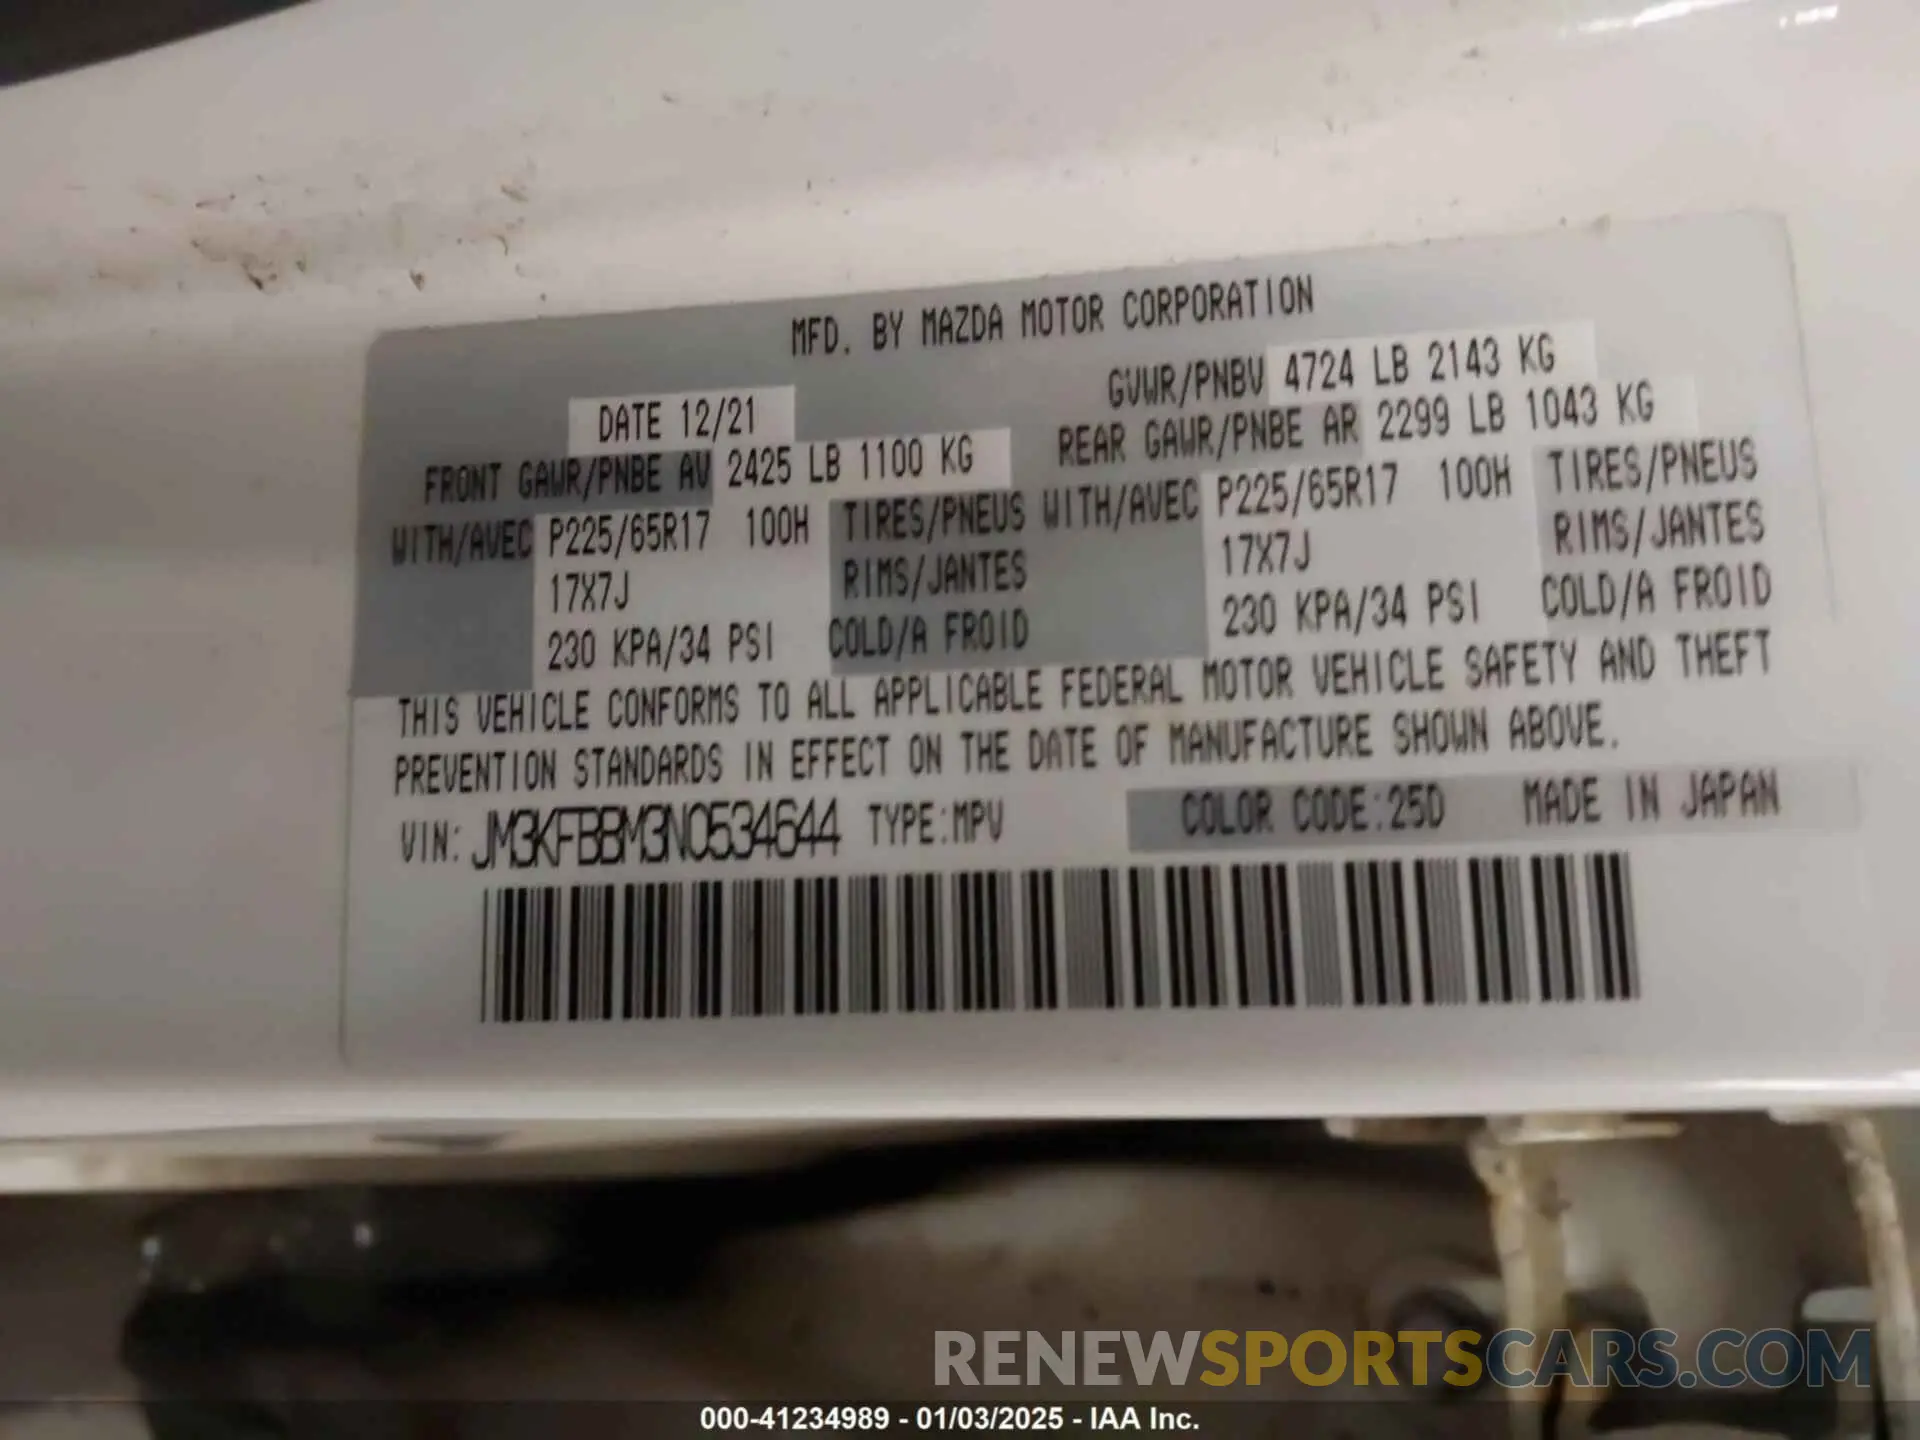 MFD. BY MAZDA MOTOR CORPORATION
DATE 12/21 GVWR/PNBV 4724 LB 2143 KG
FRONT GAWR/PNBE AV 2425 LB 1100 KG REAR GAWR/PNBE AR 2299 LB 1043 KG
WITH/AVEC P225/65R17 100H TIRES/PNEUS WITH/AVEC P225/65R17 100H TIRES/PNEUS
17X7J RIMS/JANTES 17X7J RIMS/JANTES
230 KPA/34 PSI COLD/A FROID 230 KPA/34 PSI COLD/A FROID
THIS VEHICLE CONFORMS TO ALL APPLICABLE FEDERAL MOTOR VEHICLE SAFETY AND THEFT
PREVENTION STANDARDS IN EFFECT ON THE DATE OF MANUFACTURE SHOWN ABOVE.
VIN: JM3KFBBM3N0534644 TYPE:MPV COLOR CODE:25D MADE IN JAPAN
RENEWSPORTSCARS.COM
000-41234989 - 01/03/2025 - IAA Inc.